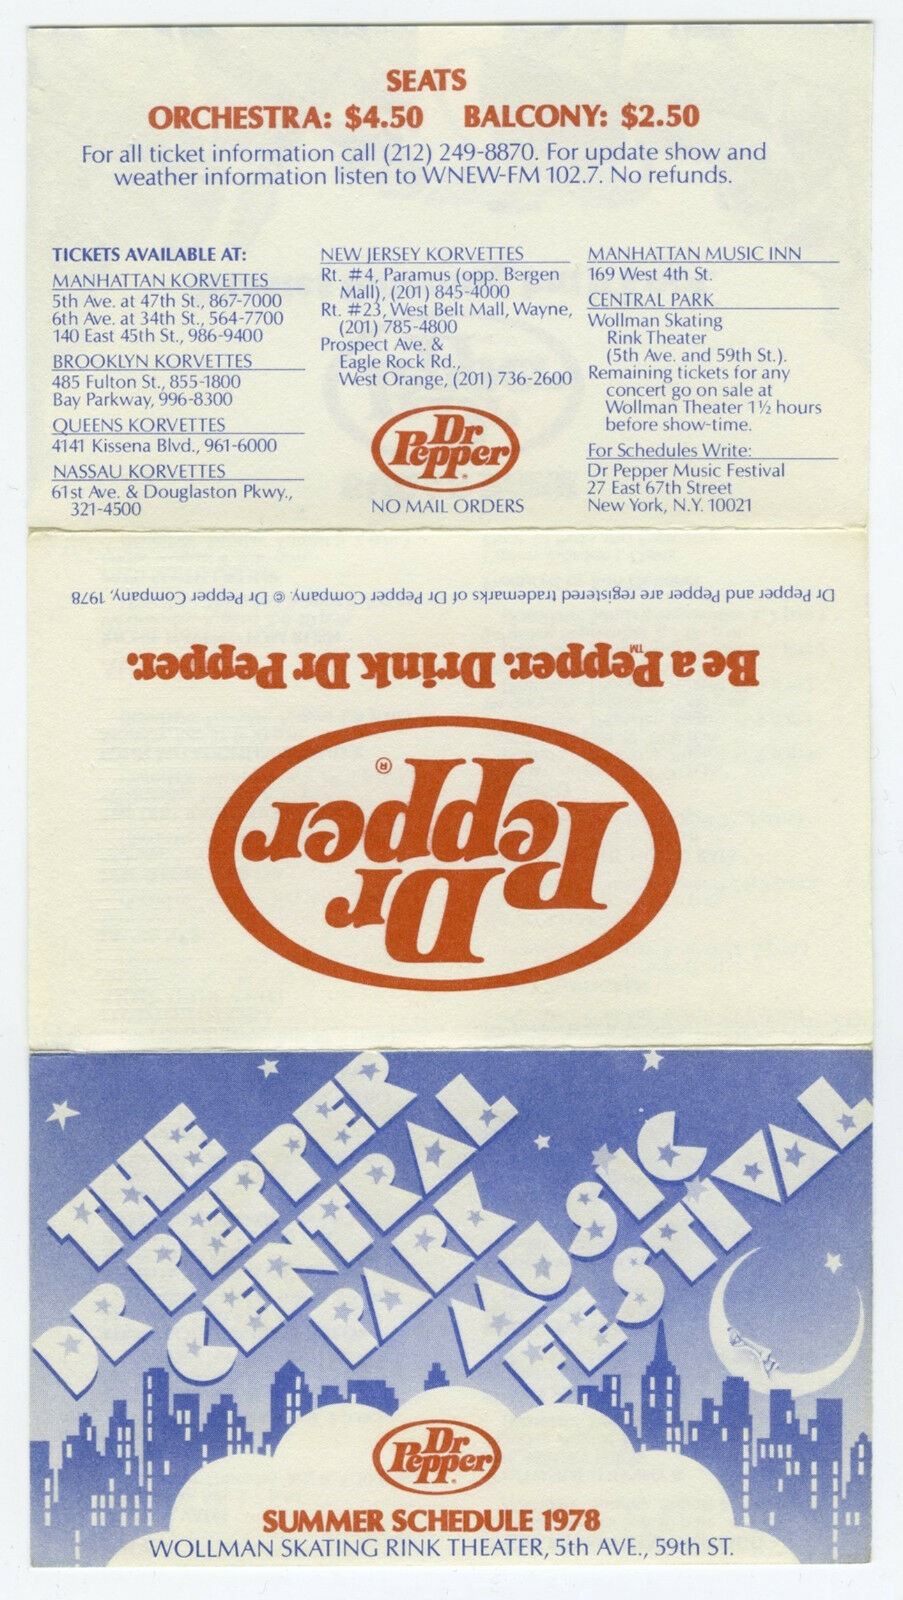 SEATS
ORCHESTRA: $4.50 BALCONY: $2.50
For all ticket information call (212) 249-8870. For update show and
weather information listen to WNEW-FM 102.7. No refunds.
TICKETS AVAILABLE AT:
MANHATTAN KORVETTES
5th Ave. at 47th St., 867-7000
6th Ave. at 34th St., 564-7700
140 East 45th St., 986-9400
BROOKLYN KORVETTES
485 Fulton St., 855-1800
Bay Parkway, 996-8300
QUEENS KORVETTES
4141 Kissena Blvd., 961-6000
NASSAU KORVETTES
61st Ave. & Douglaston Pkwy.,
321-4500
NEW JERSEY KORVETTES
Rt. #4, Paramus (opp. Bergen
Mall), (201) 845-4000
Rt. #23, West Belt Mall, Wayne,
(201) 785-4800
Prospect Ave. &
Eagle Rock Rd.,
West Orange, (201) 736-2600
Dr
Pepper®
NO MAIL ORDERS
MANHATTAN MUSIC INN
169 West 4th St.
CENTRAL PARK
Wollman Skating
Rink Theater
(5th Ave. and 59th St.).
Remaining tickets for any
concert go on sale at
Wollman Theater 1½ hours
before show-time.
For Schedules Write:
Dr Pepper Music Festival
27 East 67th Street
New York, N.Y. 10021
Dr
Pepper®
Be a Pepper.™ Drink Dr Pepper.
Dr Pepper and Pepper are registered trademarks of Dr Pepper Company. © Dr Pepper Company, 1978
THE
DR PEPPER
CENTRAL
PARK
MUSIC
FESTIVAL
Dr
Pepper®
SUMMER SCHEDULE 1978
WOLLMAN SKATING RINK THEATER, 5th AVE., 59th ST.